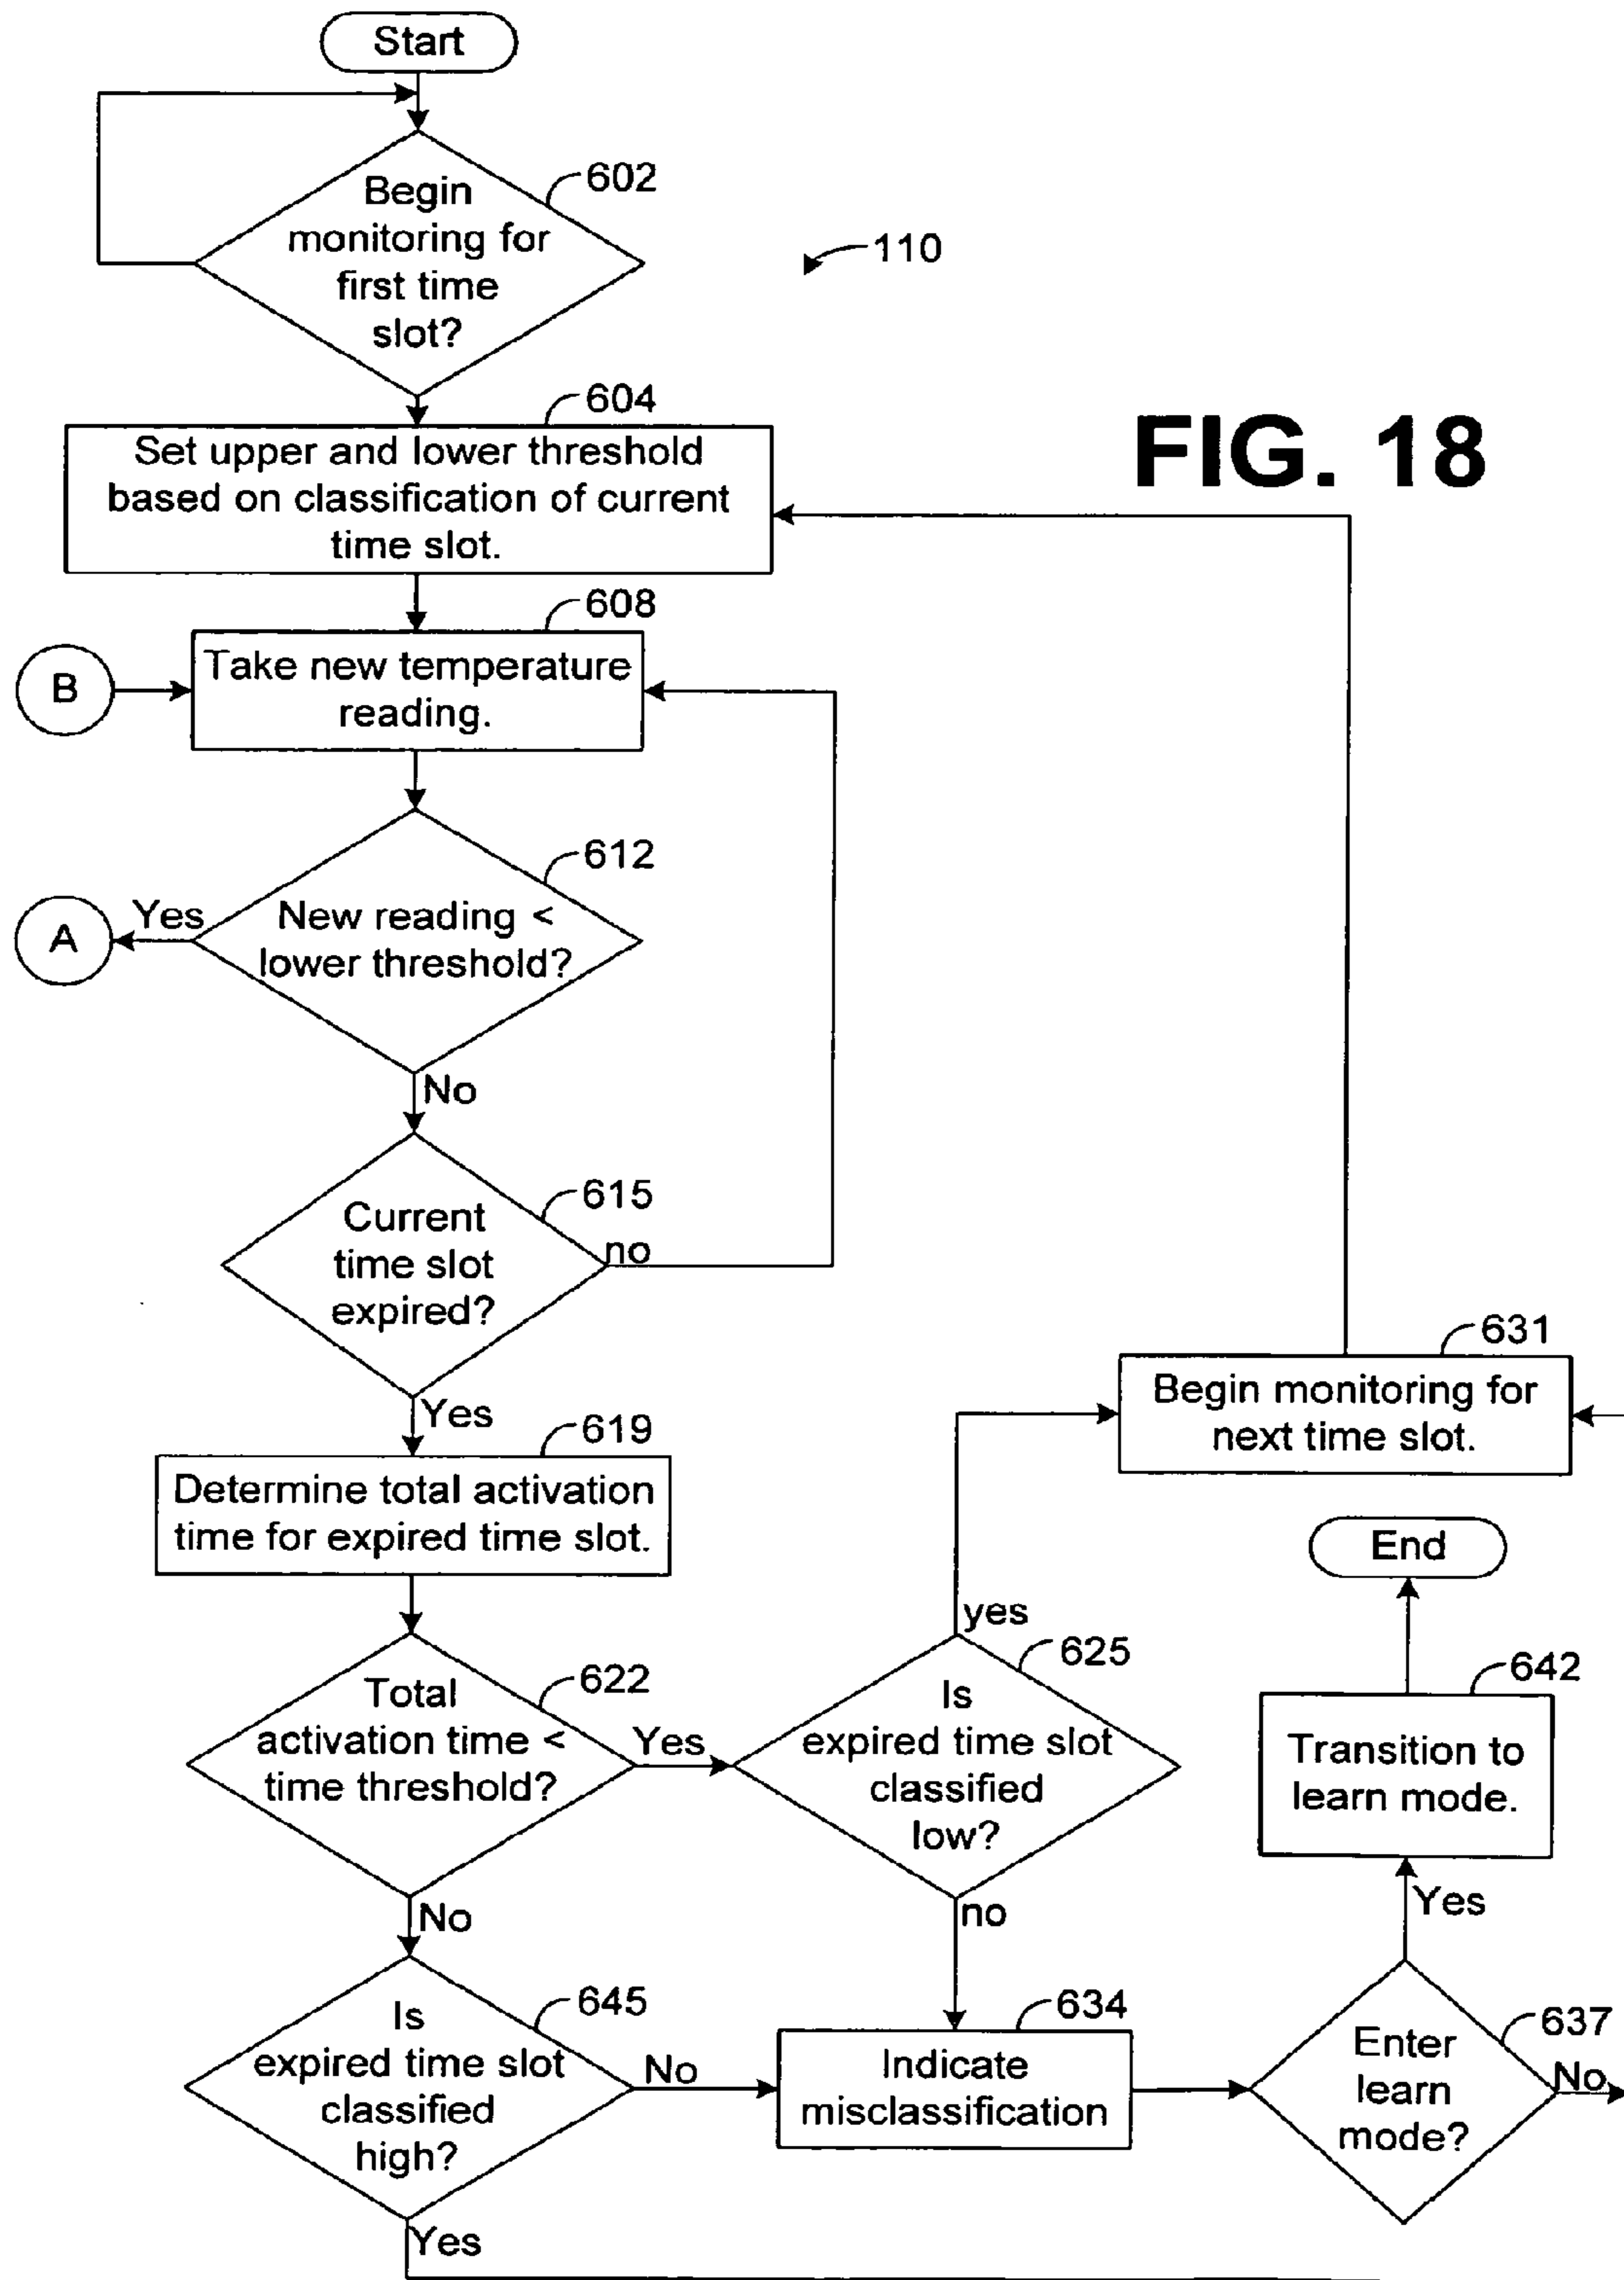 Start
Begin
monitoring for
first time
slot?
602
110
604
Set upper and lower threshold
based on classification of current
time slot.
FIG. 18
608
B
Take new temperature
reading.
612
A
Yes
New reading <
lower threshold?
No
615
Current
time slot
expired?
no
Yes
631
Begin monitoring for
next time slot.
619
Determine total activation
time for expired time slot.
End
622
Total
activation time <
time threshold?
Yes
yes
625
Is
expired time slot
classified
low?
642
Transition to
learn mode.
No
no
Yes
645
Is
expired time slot
classified
high?
No
634
Indicate
misclassification
637
Enter
learn
mode?
No
Yes